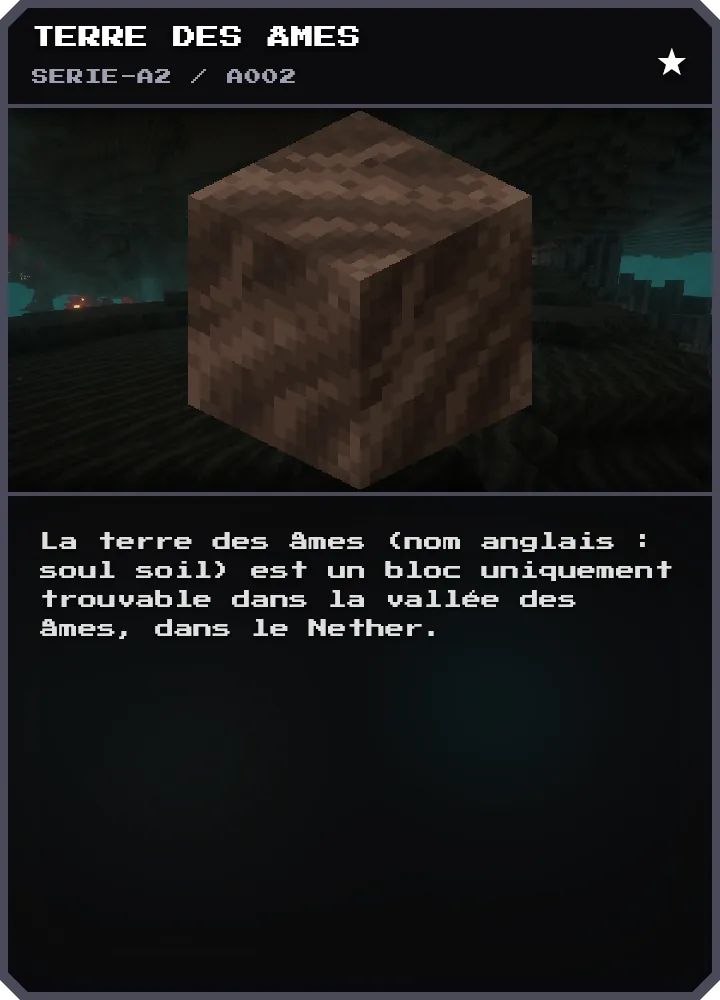 TERRE DES AMES
SERIE-A2 / A002
La terre des âmes (nom anglais :
soul soil) est un bloc uniquement
trouvable dans la vallée des
âmes, dans le Nether.